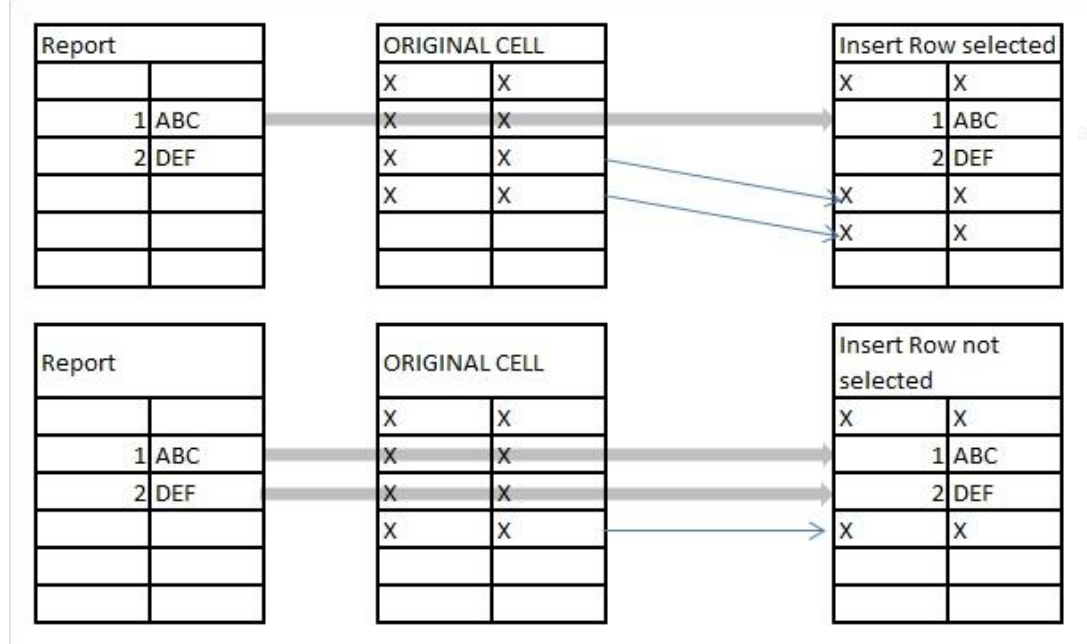 Report ORIGINAL CELL Insert Row selected
X X X X
1 ABC X X 1 ABC
2 DEF X X 2 DEF
X X X X
X X
Report ORIGINAL CELL Insert Row not
selected
X X X X
1 ABC X X 1 ABC
2 DEF X X 2 DEF
X X X X